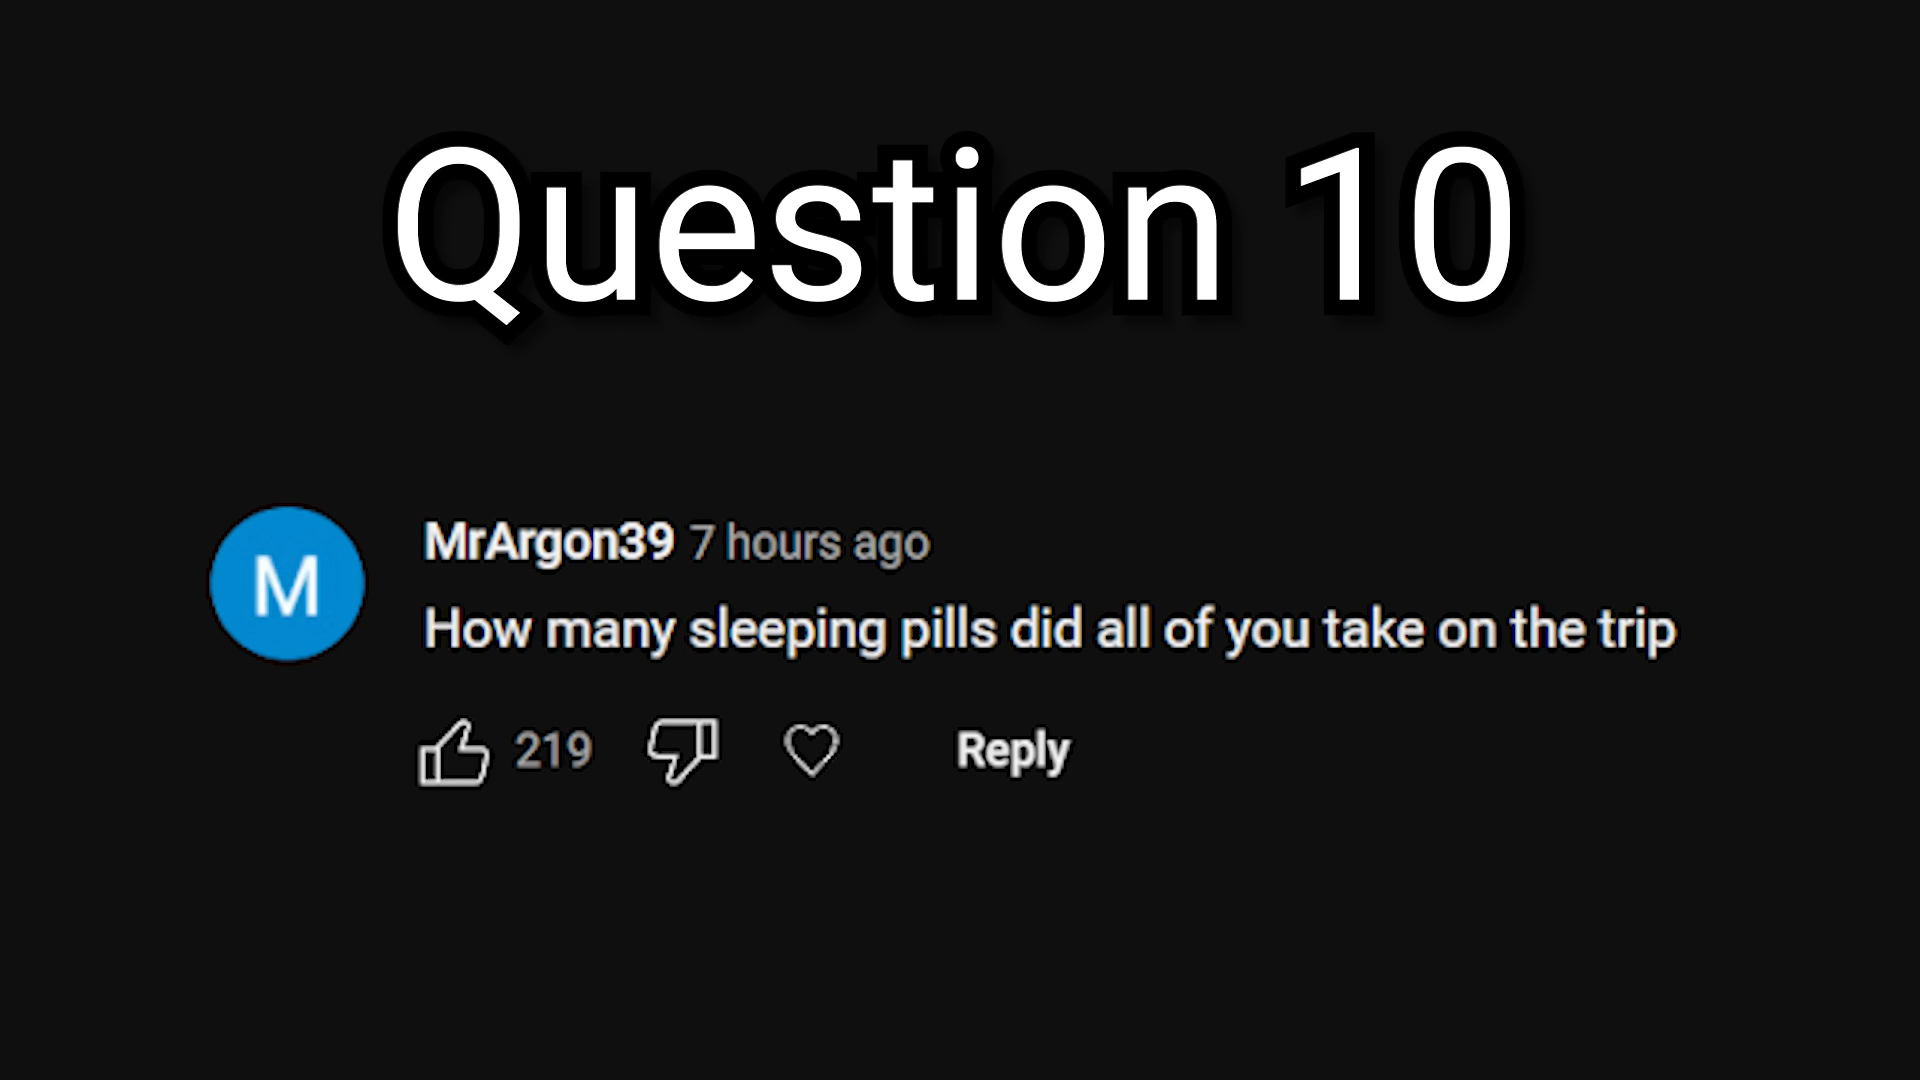 Question 10
M
MrArgon39 7 hours ago
How many sleeping pills did all of you take on the trip
219 Reply